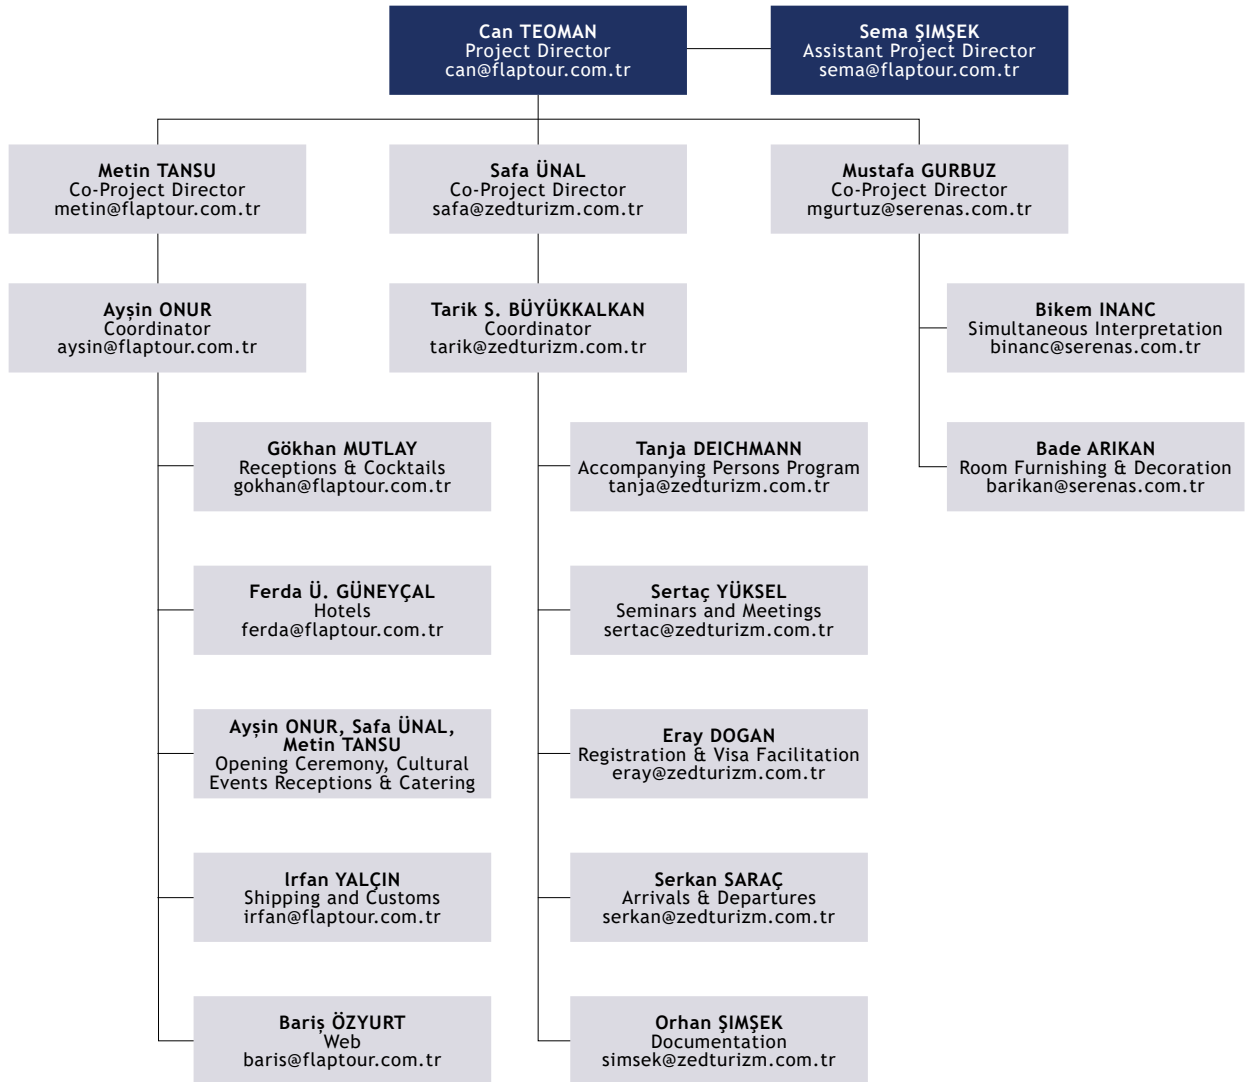 Can TEOMAN
Project Director
can@flaptour.com.tr
Sema ŞIMŞEK
Assistant Project Director
sema@flaptour.com.tr
Metin TANSU
Co-Project Director
metin@flaptour.com.tr
Safa ÜNAL
Co-Project Director
safa@zedturizm.com.tr
Mustafa GURBUZ
Co-Project Director
mgurtuz@serenas.com.tr
Ayşin ONUR
Coordinator
aysin@flaptour.com.tr
Tarik S. BÜYÜKKALKAN
Coordinator
tarik@zedturizm.com.tr
Bikem INANC
Simultaneous Interpretation
binanc@serenas.com.tr
Gökhan MUTLAY
Receptions & Cocktails
gokhan@flaptour.com.tr
Tanja DEICHMANN
Accompanying Persons Program
tanja@zedturizm.com.tr
Bade ARIKAN
Room Furnishing & Decoration
barikan@serenas.com.tr
Ferda Ü. GÜNEYÇAL
Hotels
ferda@flaptour.com.tr
Sertaç YÜKSEL
Seminars and Meetings
sertac@zedturizm.com.tr
Ayşin ONUR, Safa ÜNAL,
Metin TANSU
Opening Ceremony, Cultural
Events Receptions & Catering
Eray DOGAN
Registration & Visa Facilitation
eray@zedturizm.com.tr
Irfan YALÇIN
Shipping and Customs
irfan@flaptour.com.tr
Serkan SARAÇ
Arrivals & Departures
serkan@zedturizm.com.tr
Bariş ÖZYURT
Web
baris@flaptour.com.tr
Orhan ŞIMŞEK
Documentation
simsek@zedturizm.com.tr